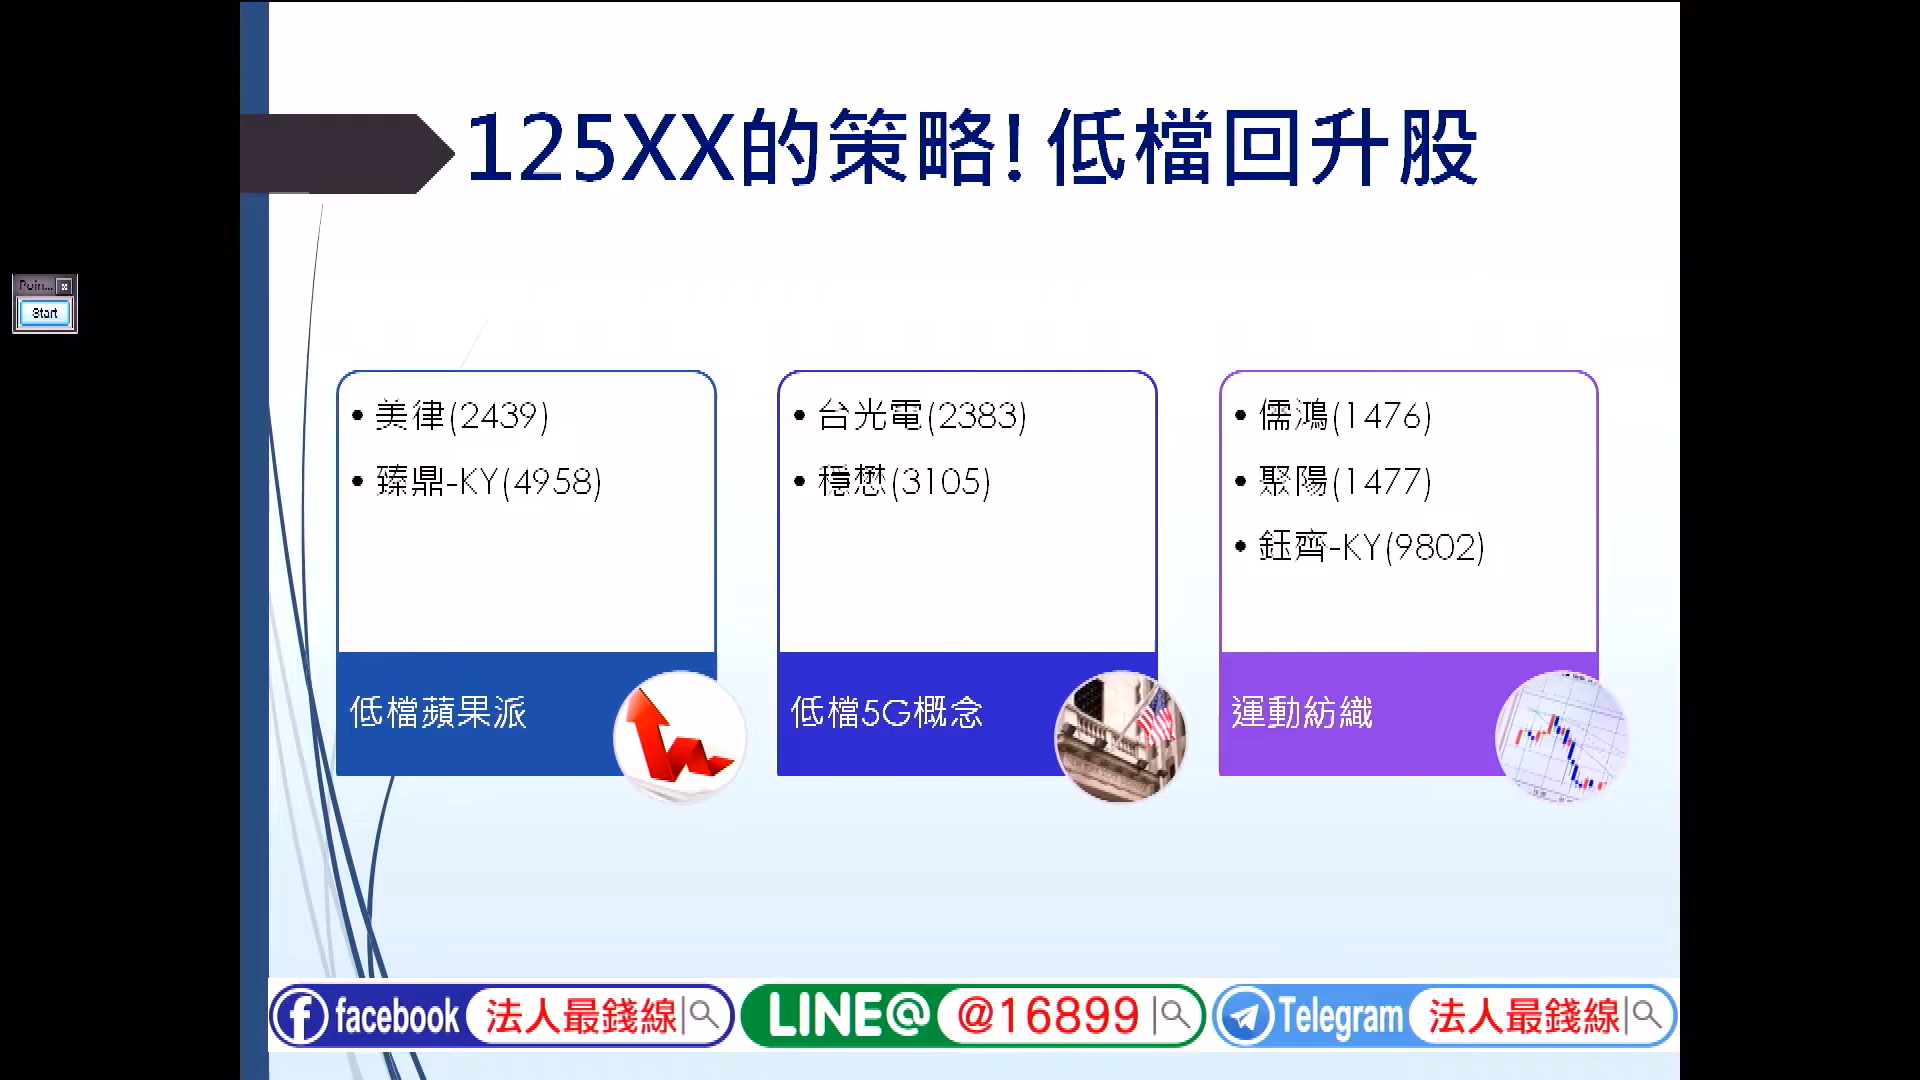 125XX的策略! 低檔回升股
Poin...
Start
• 美律(2439)
• 臻鼎-KY(4958)
低檔蘋果派
• 台光電(2383)
• 穩懋(3105)
低檔5G概念
• 儒鴻(1476)
• 聚陽(1477)
• 鈺齊-KY(9802)
運動紡織
facebook 法人最錢線
LINE@ @16899
Telegram 法人最錢線